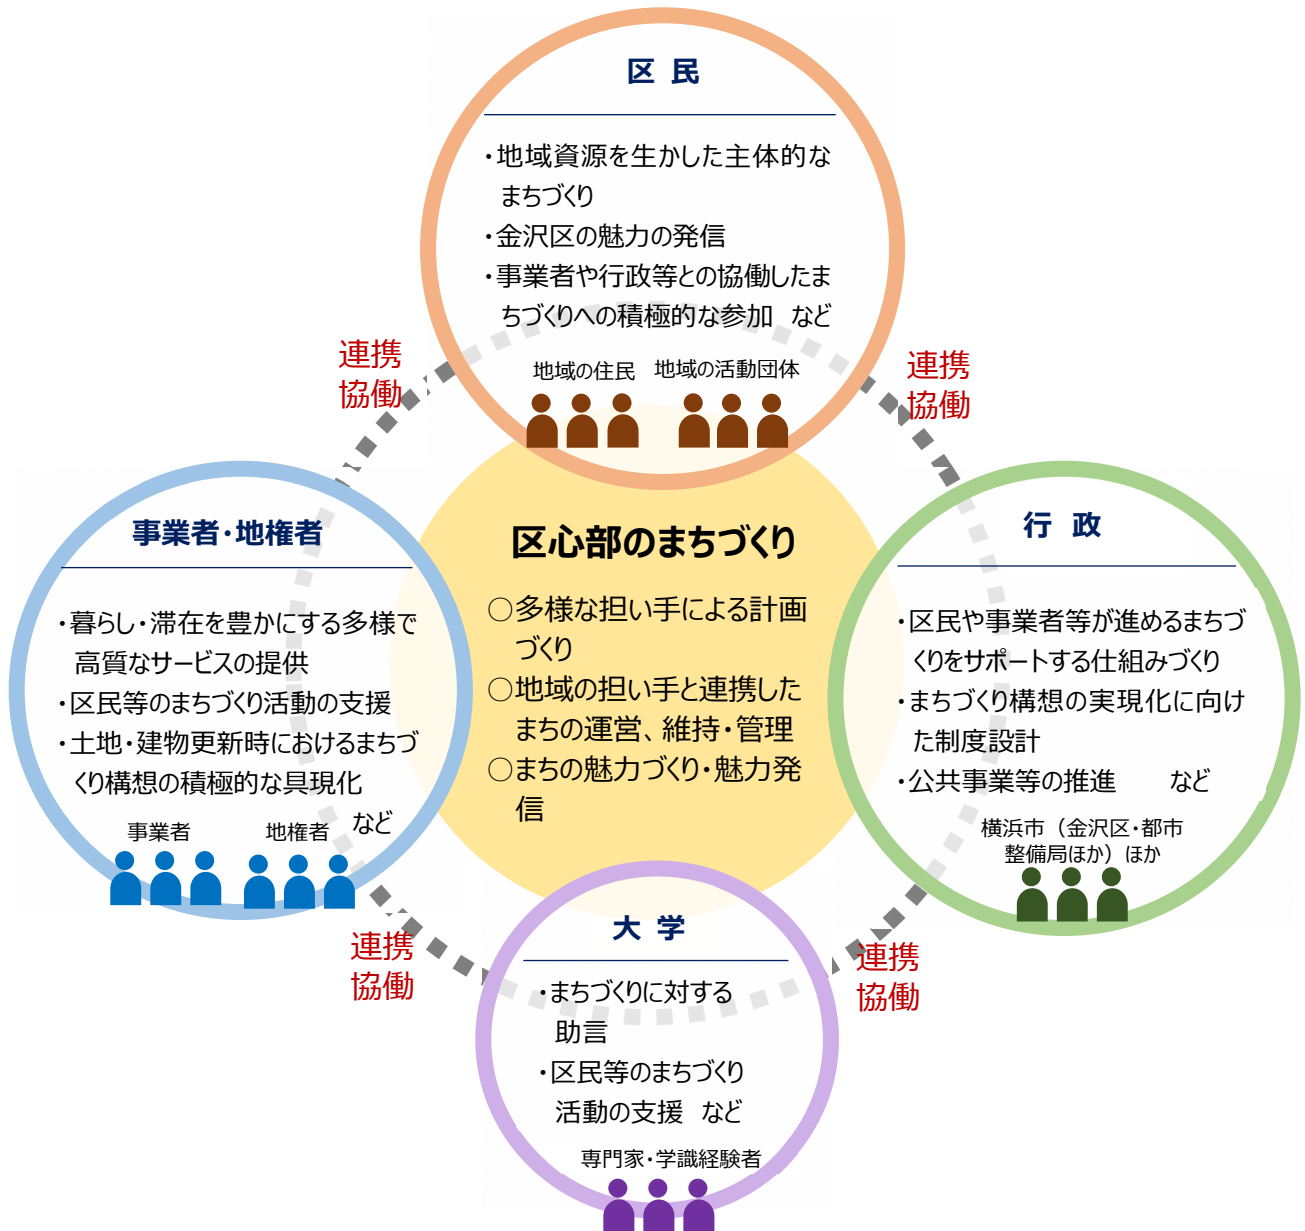 区 民
・地域資源を生かした主体的な
まちづくり
・金沢区の魅力の発信
・事業者や行政等との協働したま
ちづくりへの積極的な参加 など
地域の住民 地域の活動団体
連携
協働
連携
協働
事業者・地権者
・暮らし・滞在を豊かにする多様で
高質なサービスの提供
・区民等のまちづくり活動の支援
・土地・建物更新時におけるまちづ
くり構想の積極的な具現化
など
事業者 地権者
区心部のまちづくり
○多様な担い手による計画
づくり
○地域の担い手と連携した
まちの運営、維持・管理
○まちの魅力づくり・魅力発
信
行 政
・区民や事業者等が進めるまちづ
くりをサポートする仕組みづくり
・まちづくり構想の実現化に向け
た制度設計
・公共事業等の推進 など
横浜市（金沢区・都市
整備局ほか）ほか
連携
協働
連携
協働
大 学
・まちづくりに対する
助言
・区民等のまちづくり
活動の支援 など
専門家・学識経験者